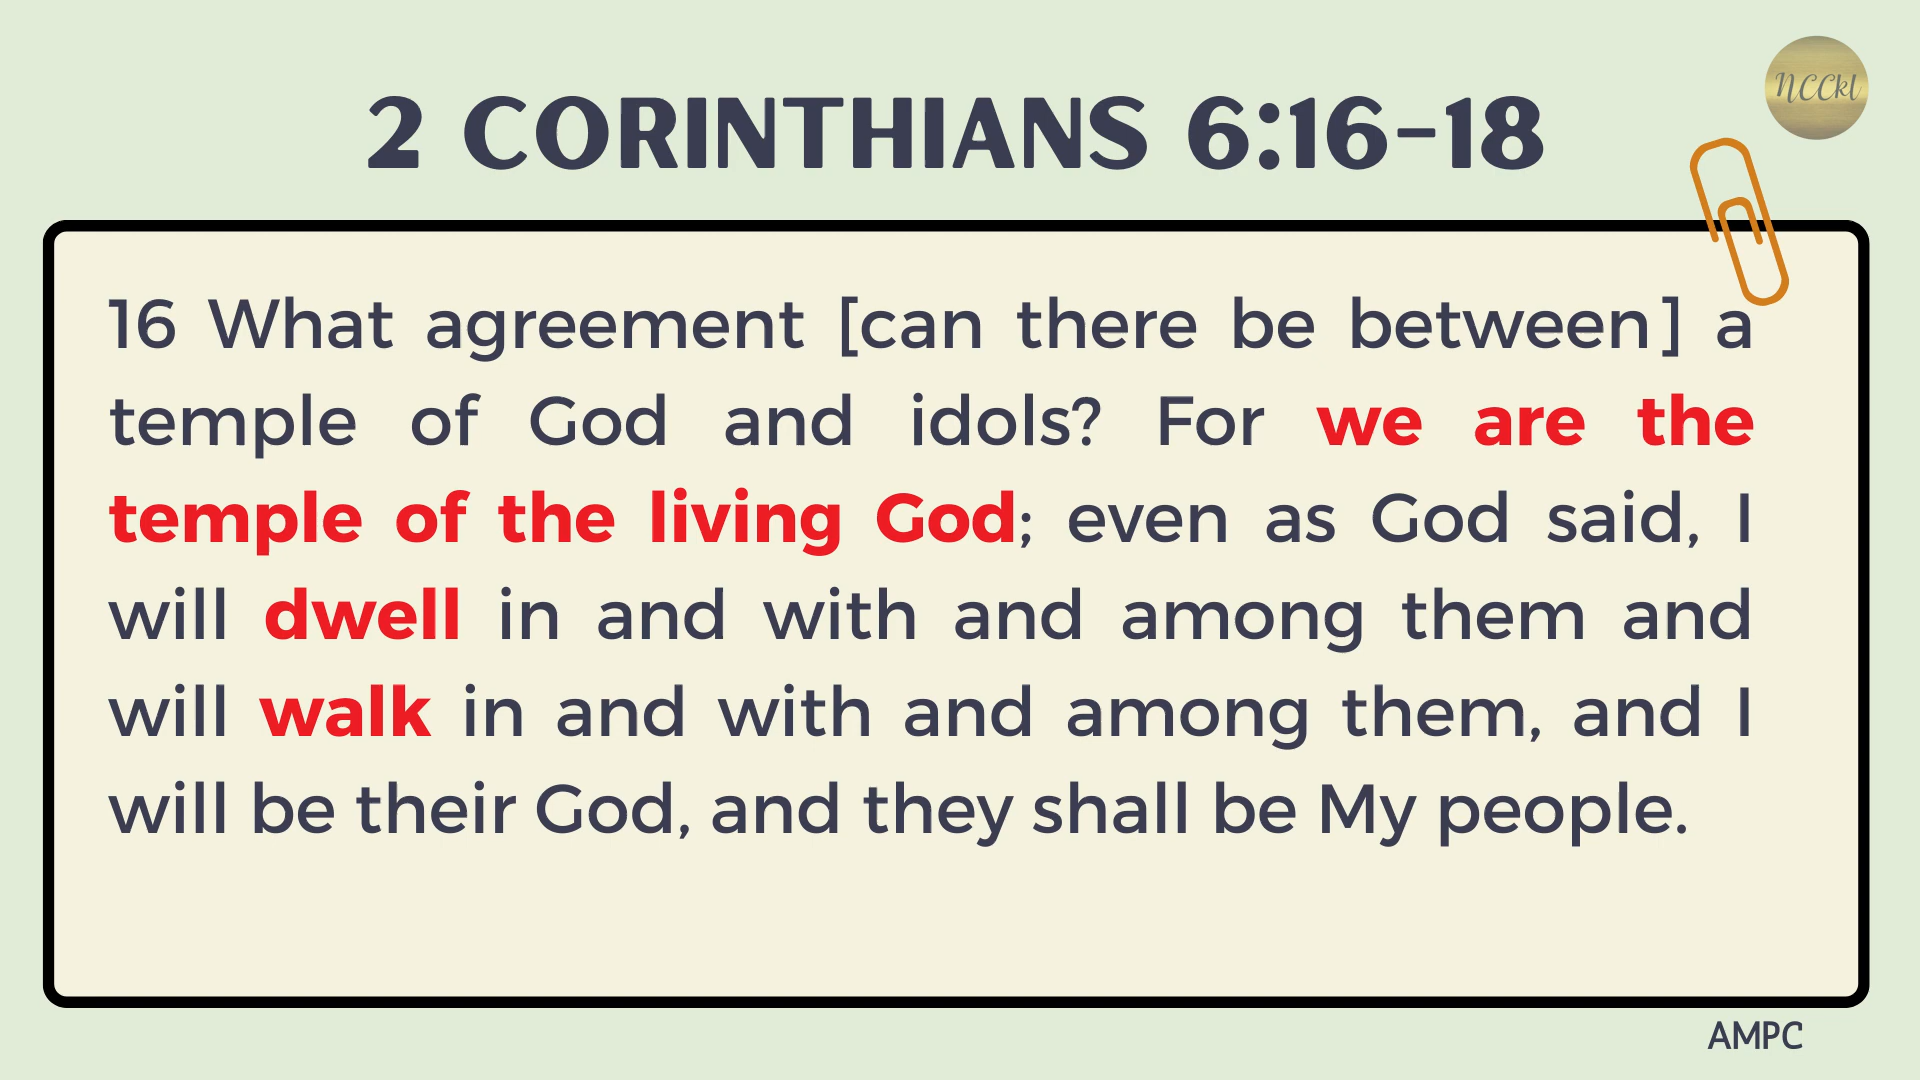 NCCkl
2 CORINTHIANS 6:16-18
16 What agreement [can there be between] a
temple of God and idols? For we are the
temple of the living God; even as God said, I
will dwell in and with and among them and
will walk in and with and among them, and I
will be their God, and they shall be My people.
AMPC